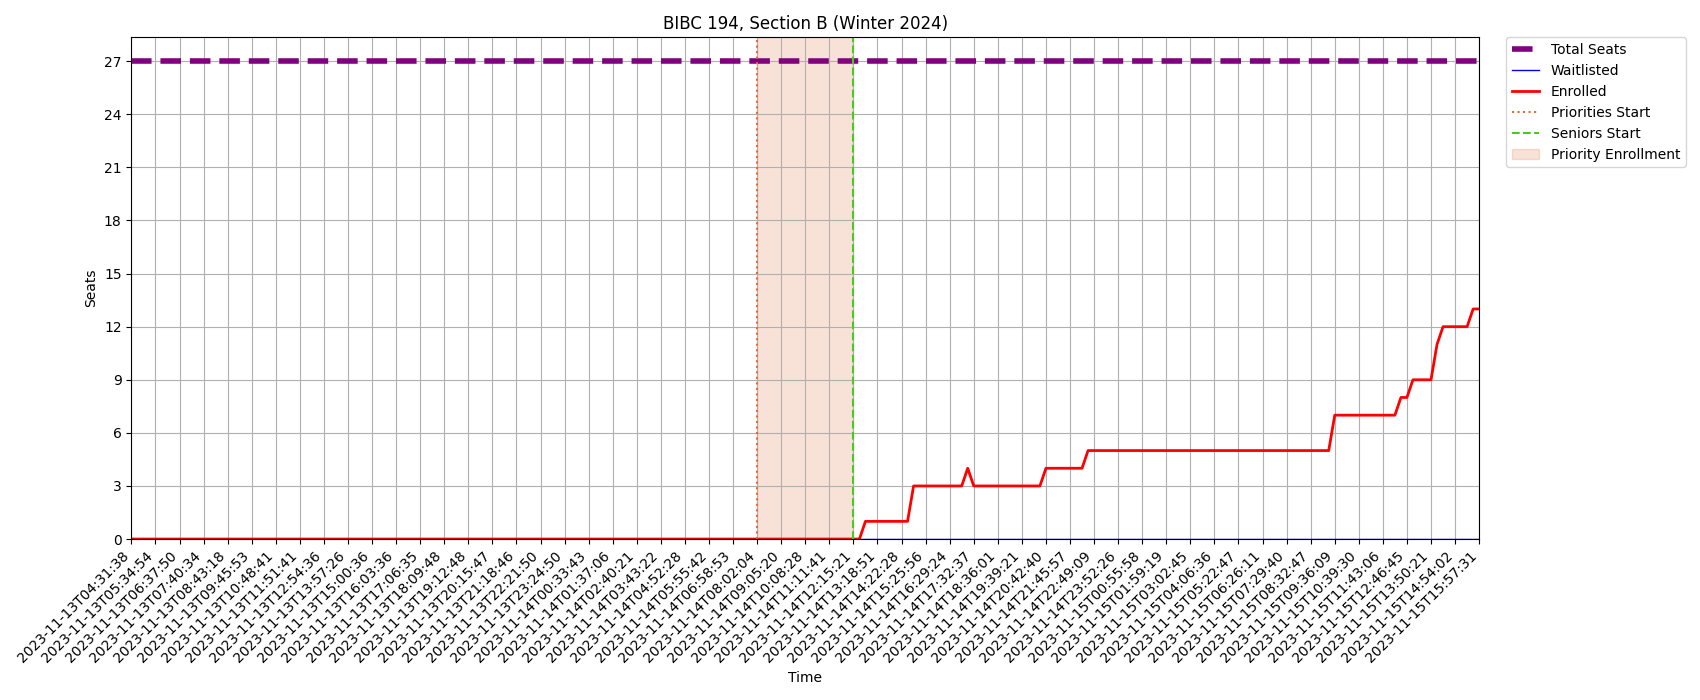 BIBC 194, Section B (Winter 2024)
Total Seats
Waitlisted
Enrolled
Priorities Start
Seniors Start
Priority Enrollment
Seats
27
24
21
18
15
12
9
6
3
0
2023-11-13T04:31:38
2023-11-13T05:34:54
2023-11-13T06:37:50
2023-11-13T07:40:34
2023-11-13T08:43:18
2023-11-13T09:45:53
2023-11-13T10:48:41
2023-11-13T11:51:41
2023-11-13T12:54:36
2023-11-13T13:57:26
2023-11-13T15:00:36
2023-11-13T16:03:36
2023-11-13T17:06:35
2023-11-13T18:09:48
2023-11-13T19:12:48
2023-11-13T20:15:47
2023-11-13T21:18:46
2023-11-13T22:21:50
2023-11-13T23:24:50
2023-11-14T00:33:43
2023-11-14T01:37:06
2023-11-14T02:40:21
2023-11-14T03:43:22
2023-11-14T04:52:28
2023-11-14T05:55:42
2023-11-14T06:58:53
2023-11-14T08:02:04
2023-11-14T09:05:20
2023-11-14T10:08:28
2023-11-14T11:11:41
2023-11-14T12:15:21
2023-11-14T13:18:51
2023-11-14T14:22:28
2023-11-14T15:25:56
2023-11-14T16:29:24
2023-11-14T17:32:37
2023-11-14T18:36:01
2023-11-14T19:39:21
2023-11-14T20:42:40
2023-11-14T21:45:57
2023-11-14T22:49:09
2023-11-14T23:52:26
2023-11-15T00:55:58
2023-11-15T01:59:19
2023-11-15T03:02:45
2023-11-15T04:06:36
2023-11-15T05:22:47
2023-11-15T06:26:11
2023-11-15T07:29:40
2023-11-15T08:32:47
2023-11-15T09:36:09
2023-11-15T10:39:30
2023-11-15T11:43:06
2023-11-15T12:46:45
2023-11-15T13:50:21
2023-11-15T14:54:02
2023-11-15T15:57:31
Time